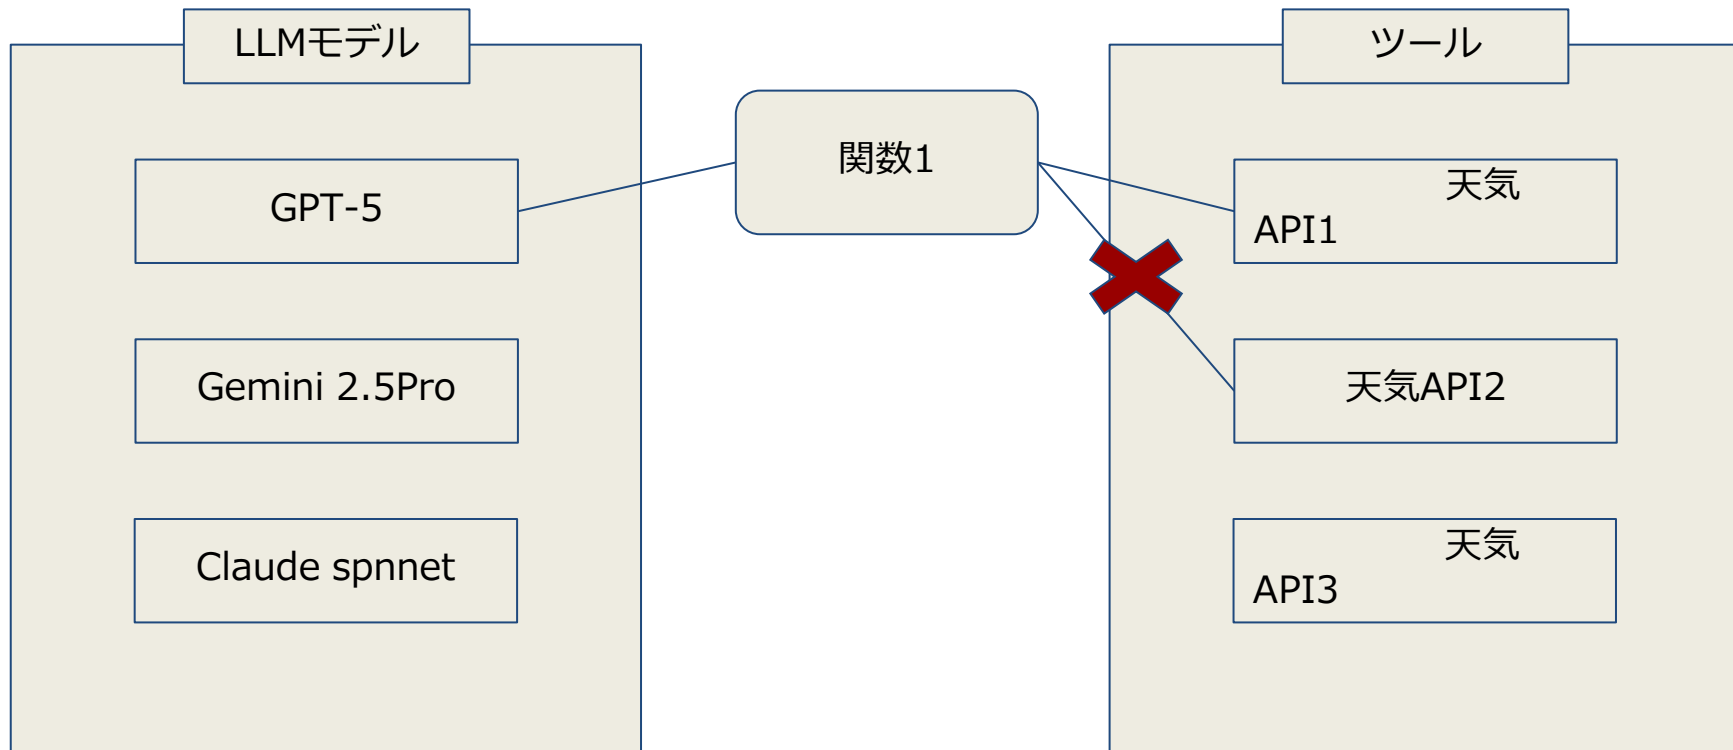 LLMモデル
ツール
関数1
GPT-5
Gemini 2.5Pro
Claude spnnet
天気
API1
天気API2
天気
API3